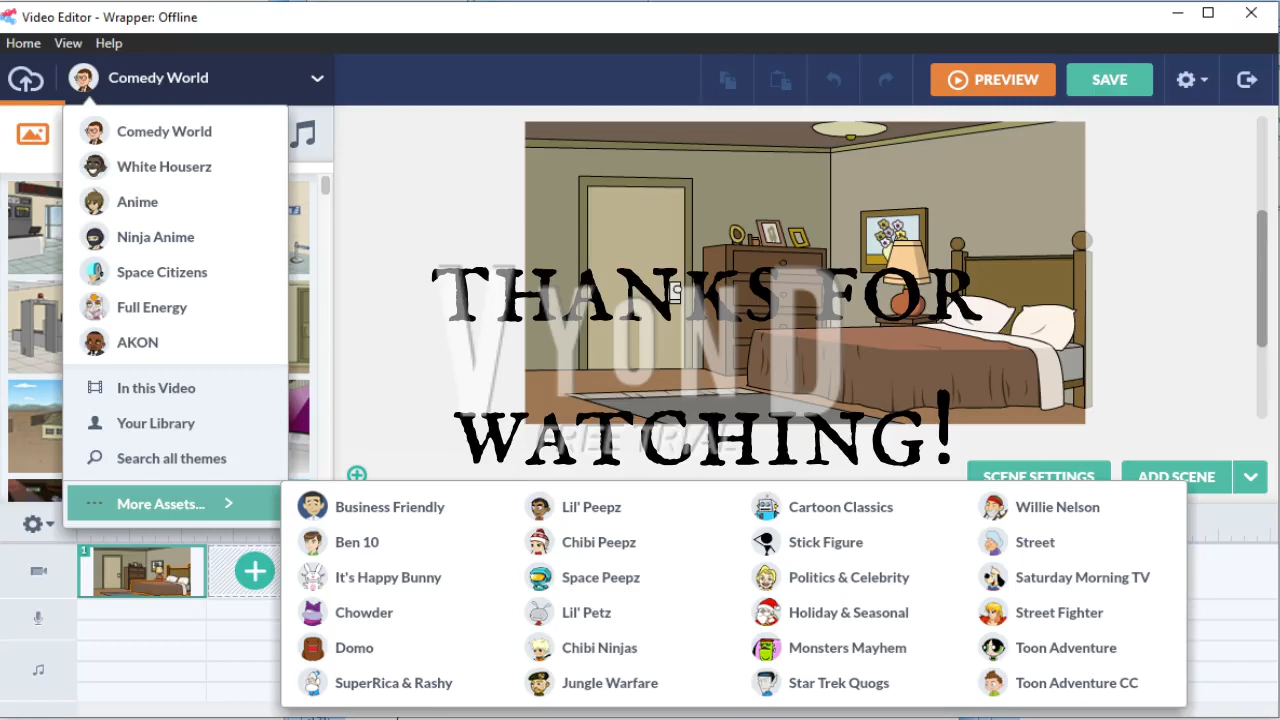 Video Editor - Wrapper: Offline
Home View Help
Comedy World
PREVIEW
SAVE
Comedy World
White Houserz
Anime
Ninja Anime
Space Citizens
Full Energy
AKON
In this Video
Your Library
Search all themes
More Assets...
THANKS FOR
WATCHING!
VYOND
FREE TRIAL
SCENE SETTINGS
ADD SCENE
1
Business Friendly
Ben 10
It's Happy Bunny
Chowder
Domo
SuperRica & Rashy
Lil' Peepz
Chibi Peepz
Space Peepz
Lil' Petz
Chibi Ninjas
Jungle Warfare
Cartoon Classics
Stick Figure
Politics & Celebrity
Holiday & Seasonal
Monsters Mayhem
Star Trek Quogs
Willie Nelson
Street
Saturday Morning TV
Street Fighter
Toon Adventure
Toon Adventure CC